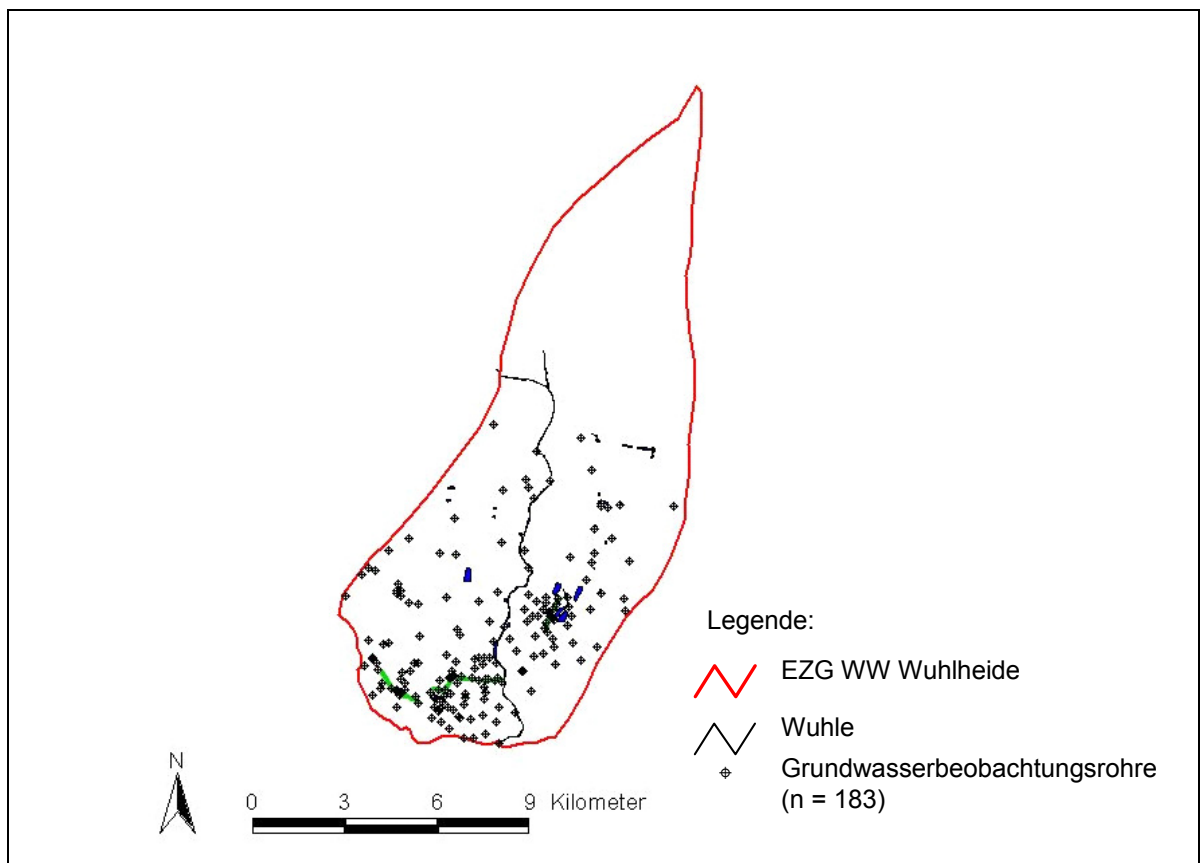 Legende:
EZG WW Wuhlheide
Wuhle
Grundwasserbeobachtungsrohre
(n = 183)
N
0 3 6 9 Kilometer